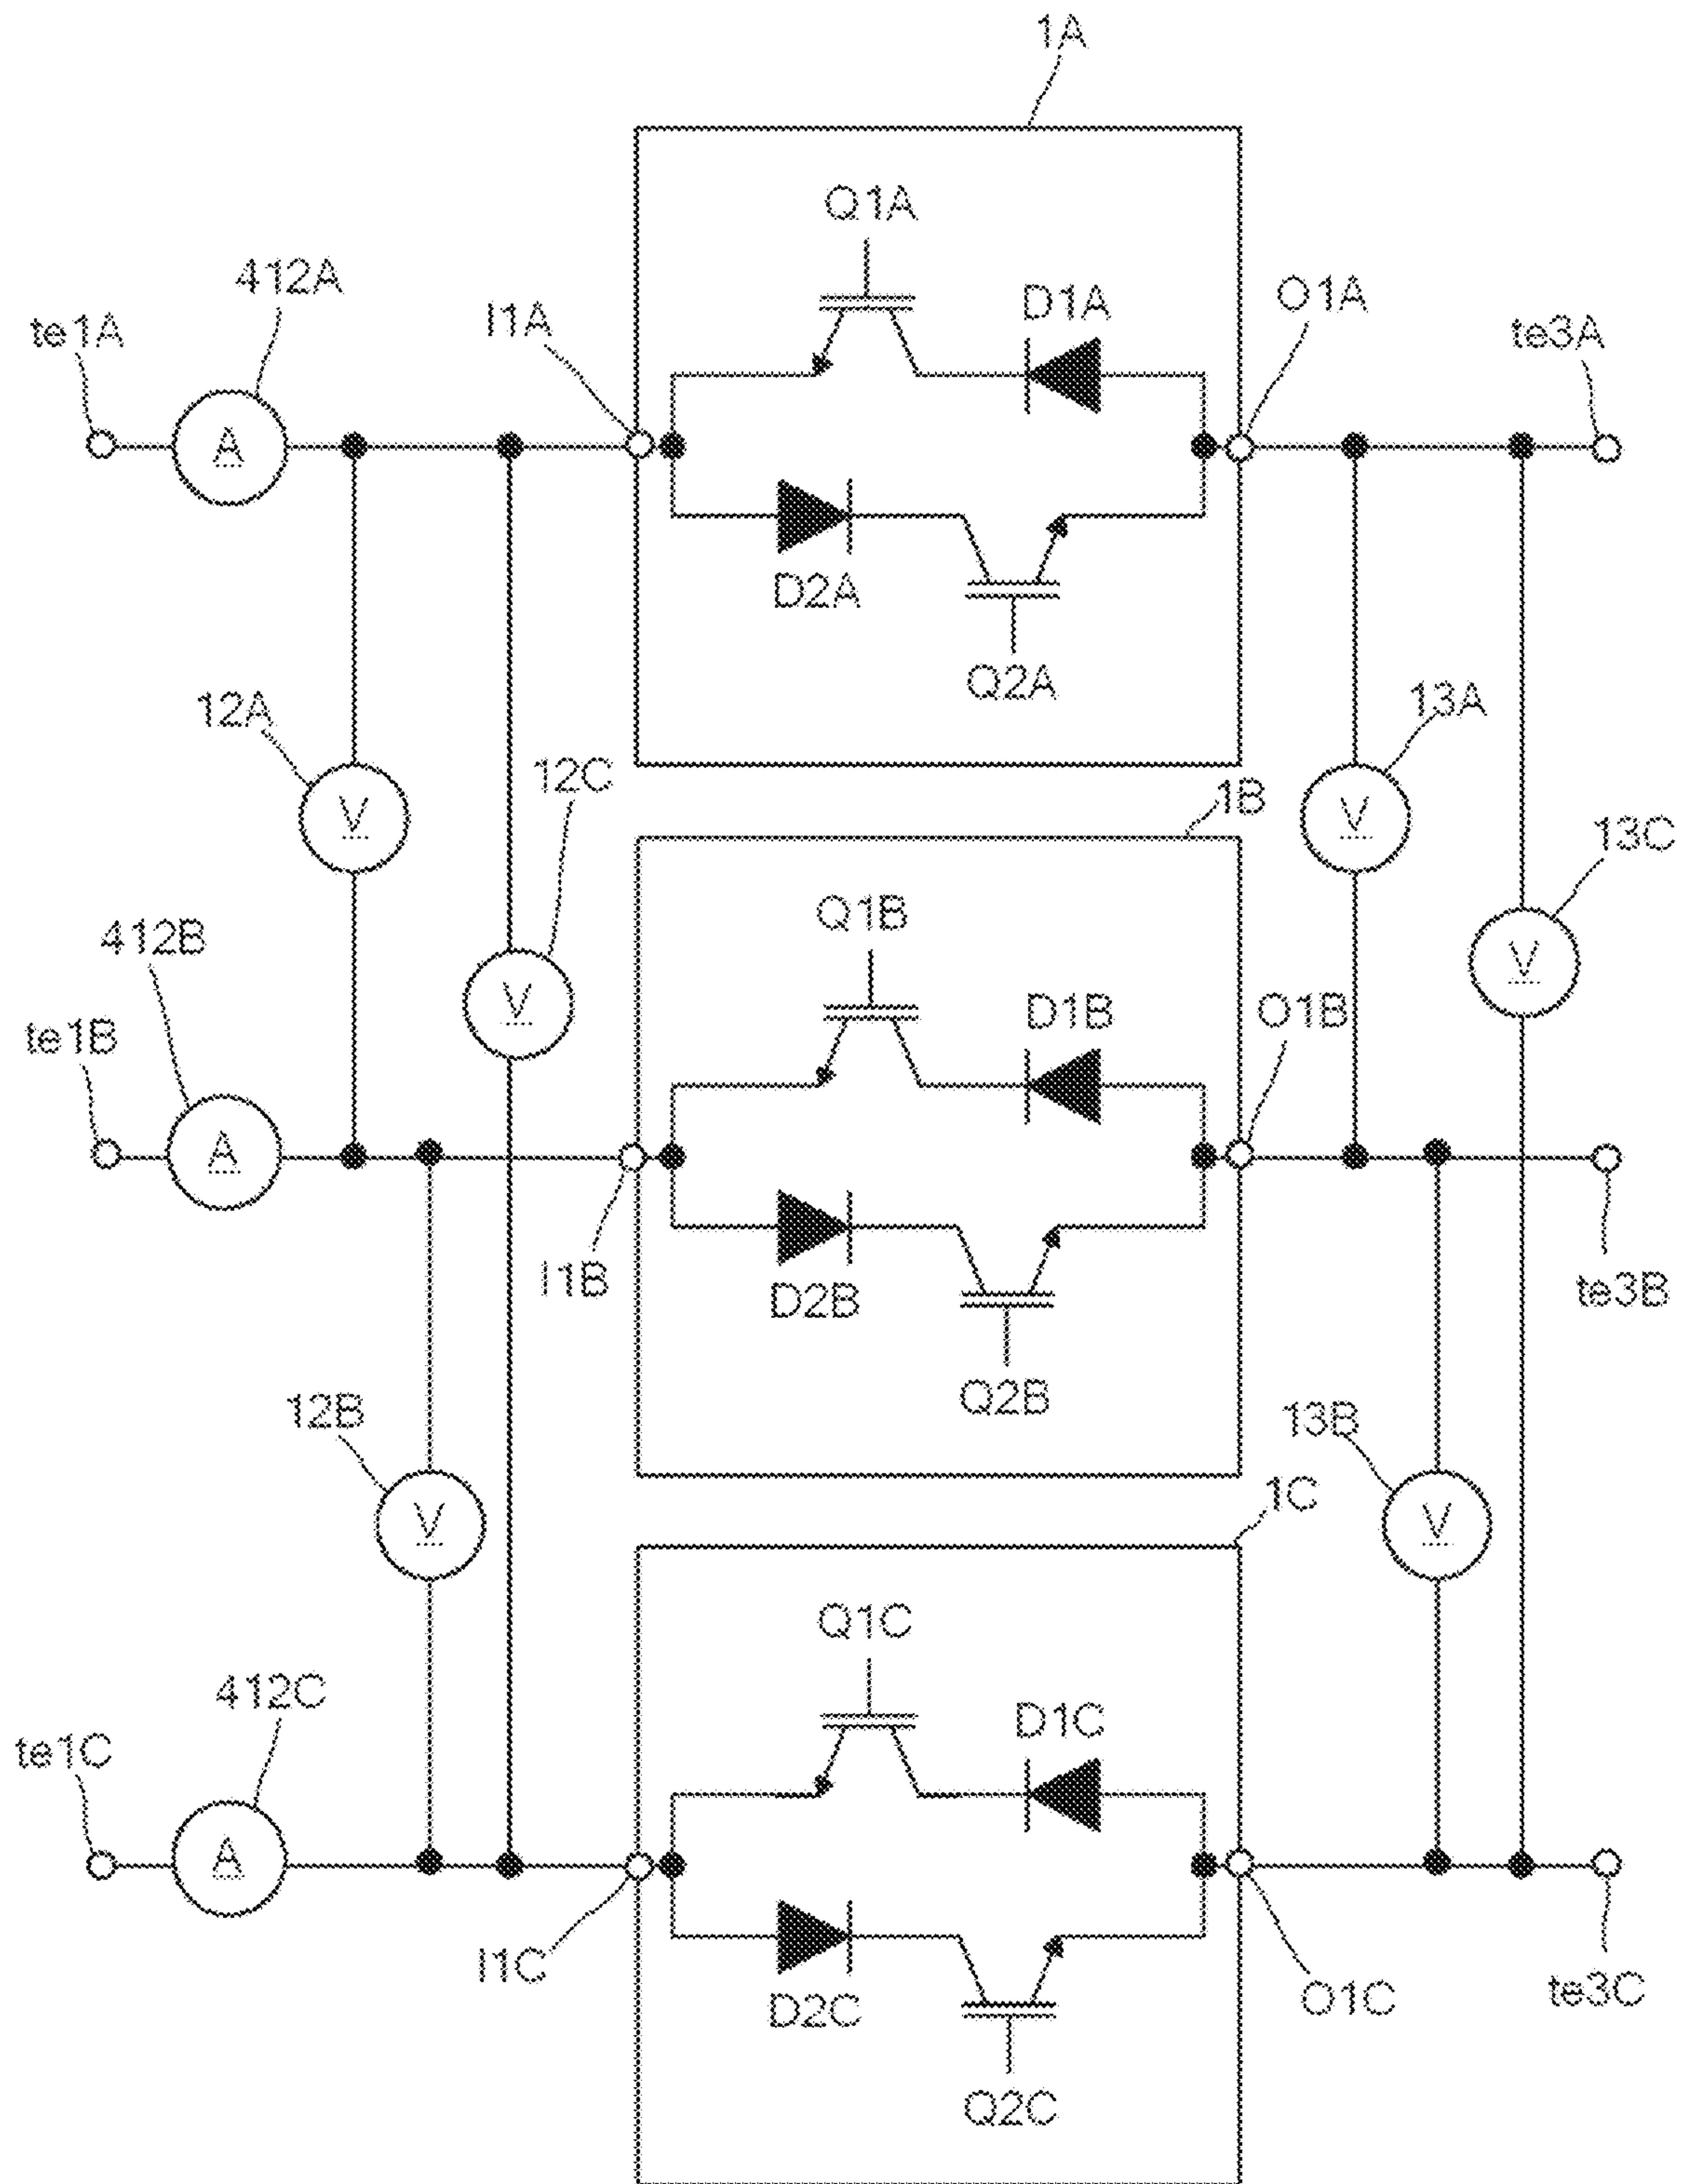 1A
Q1A
412A
I1A
D1A
O1A
te1A
te3A
A
D2A
Q2A
12A
13A
12C
1B
V
V
13C
Q1B
412B
V
V
D1B
O1B
te1B
A
I1B
D2B
te3B
Q2B
12B
13B
1C
V
V
Q1C
412C
D1C
te1C
A
I1C
D2C
O1C
te3C
Q2C